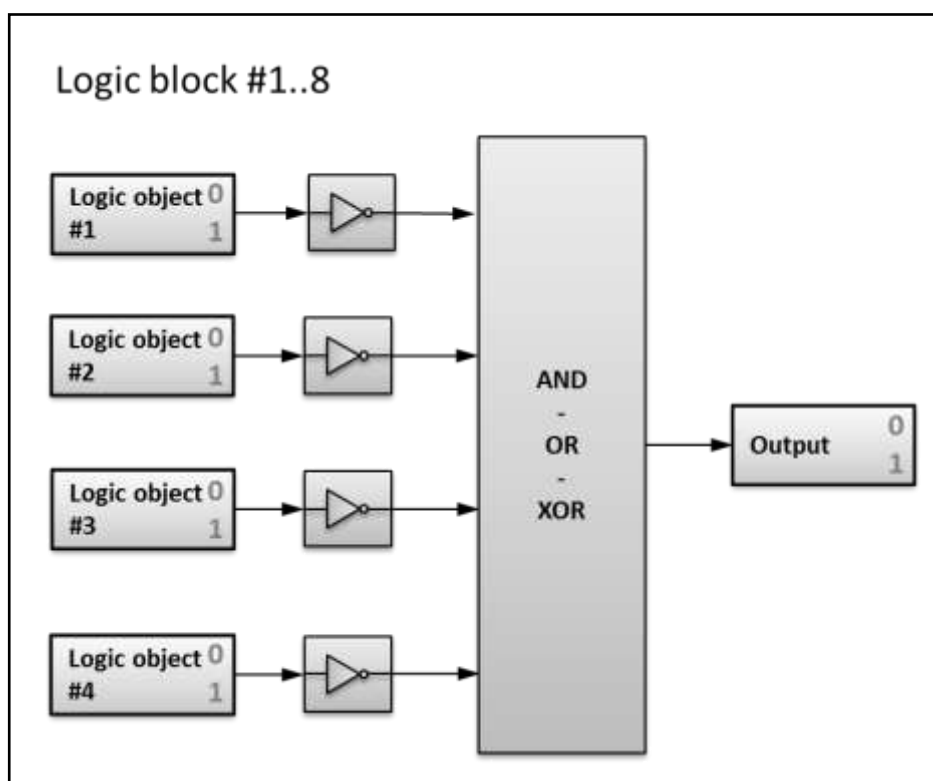 Logic block #1..8
Logic object 0
#1 1
Logic object 0
#2 1
Logic object 0
#3 1
Logic object 0
#4 1
AND
-
OR
-
XOR
Output 0
1